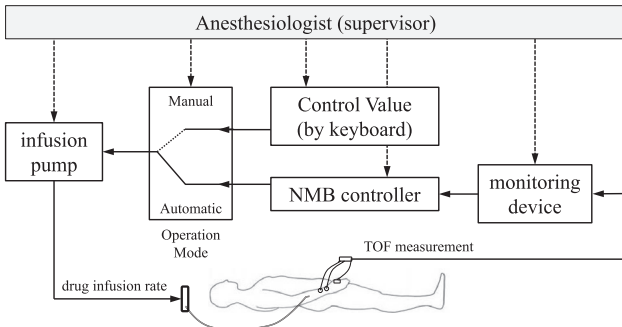 Anesthesiologist (supervisor)
Manual
Control Value
(by keyboard)
infusion
pump
NMB controller
monitoring
device
Automatic
Operation
Mode
TOF measurement
drug infusion rate